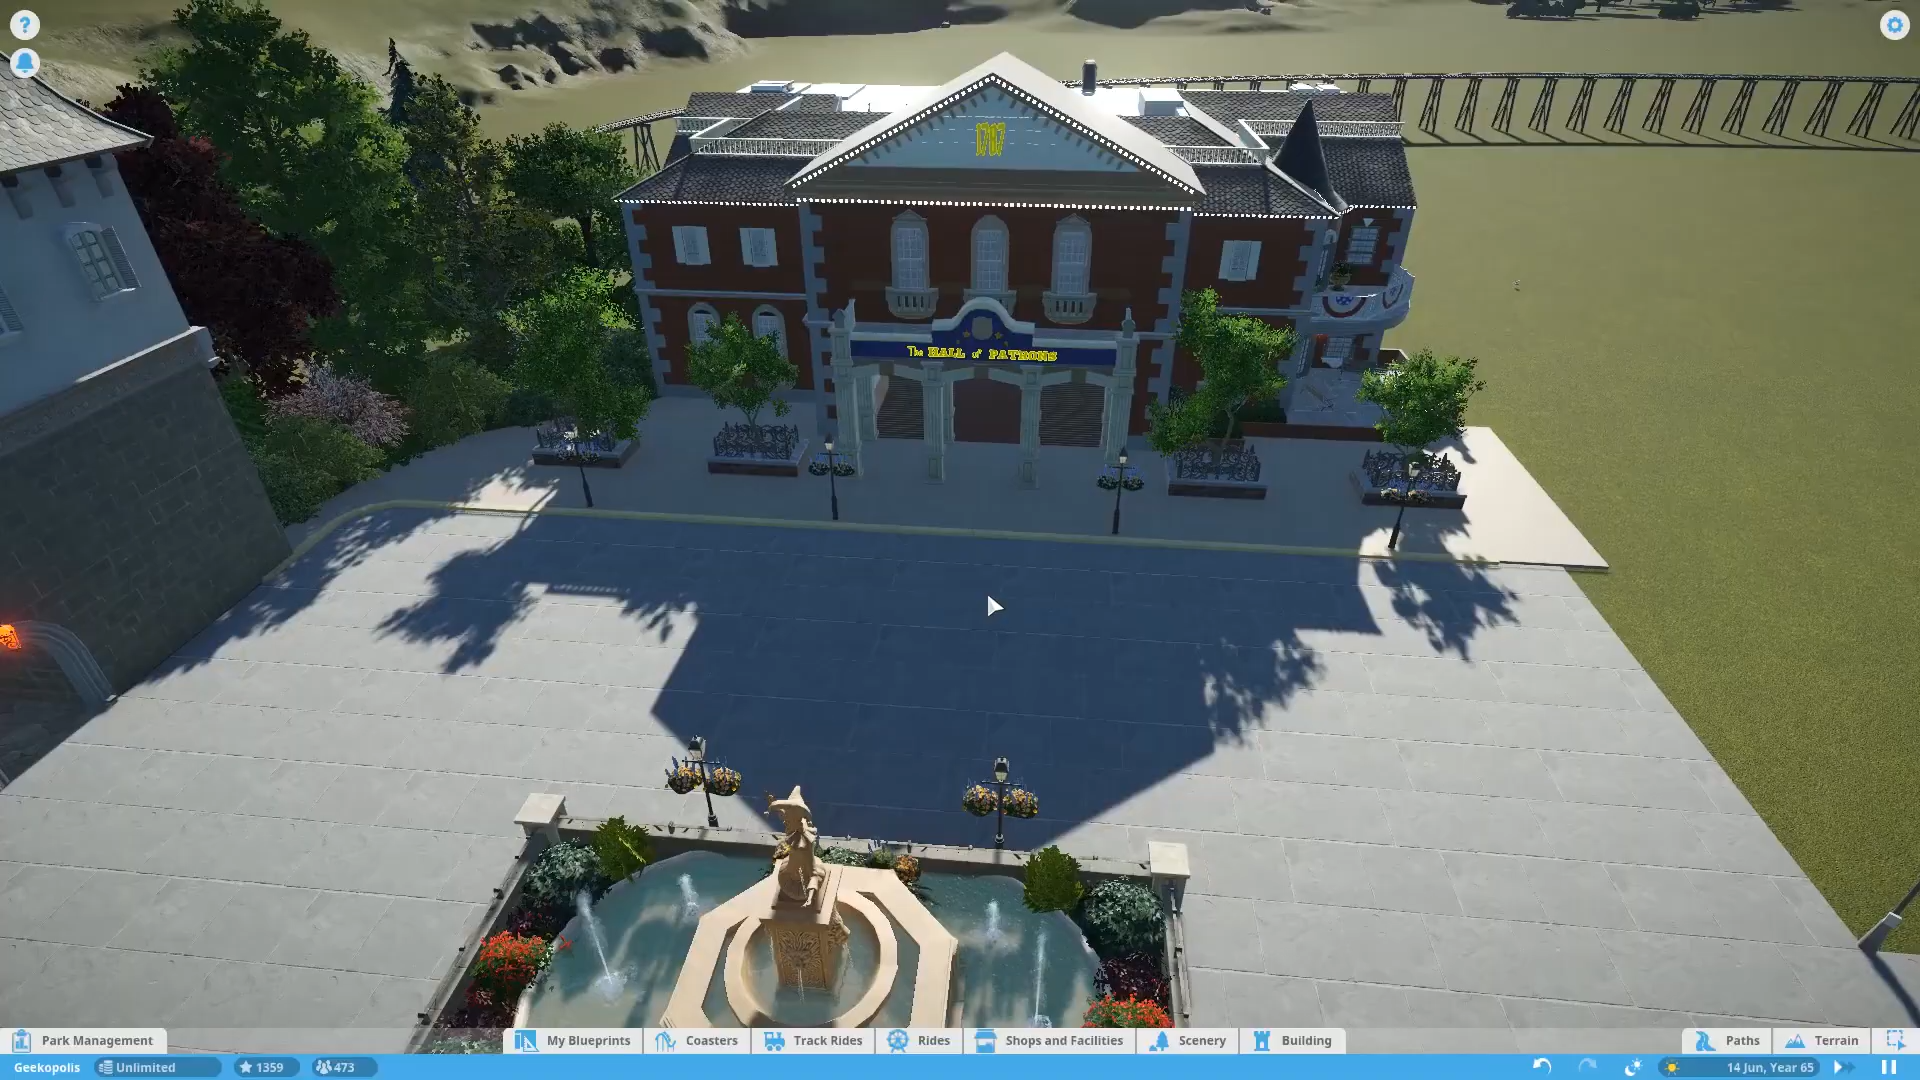 ?
1787
The HALL of PATRONS
Park Management
My Blueprints
Coasters
Track Rides
Rides
Shops and Facilities
Scenery
Building
Paths
Terrain
Geekopolis
Unlimited
1359
473
14 Jun, Year 65